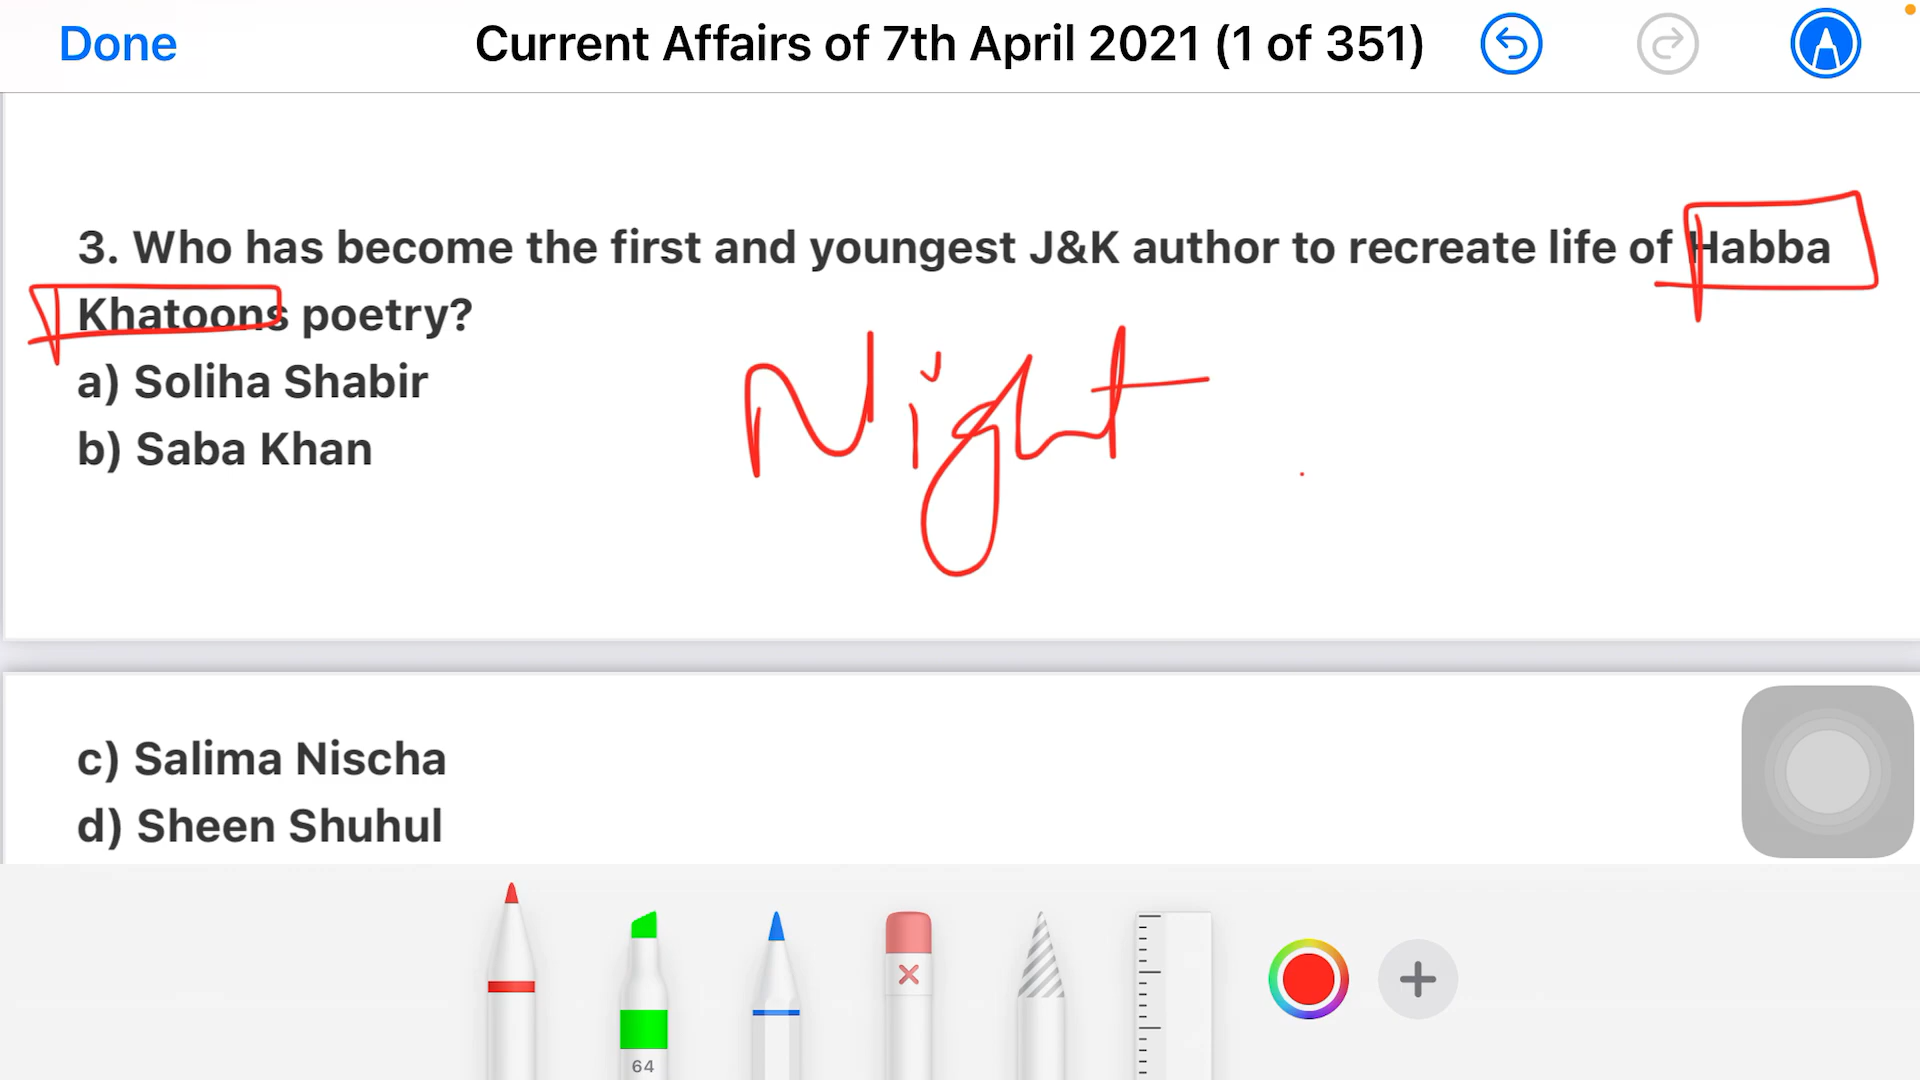 Done Current Affairs of 7th April 2021 (1 of 351)
3. Who has become the first and youngest J&K author to recreate life of Habba
Khatoons poetry?
a) Soliha Shabir
b) Saba Khan
Night
c) Salima Nischa
d) Sheen Shuhul
64